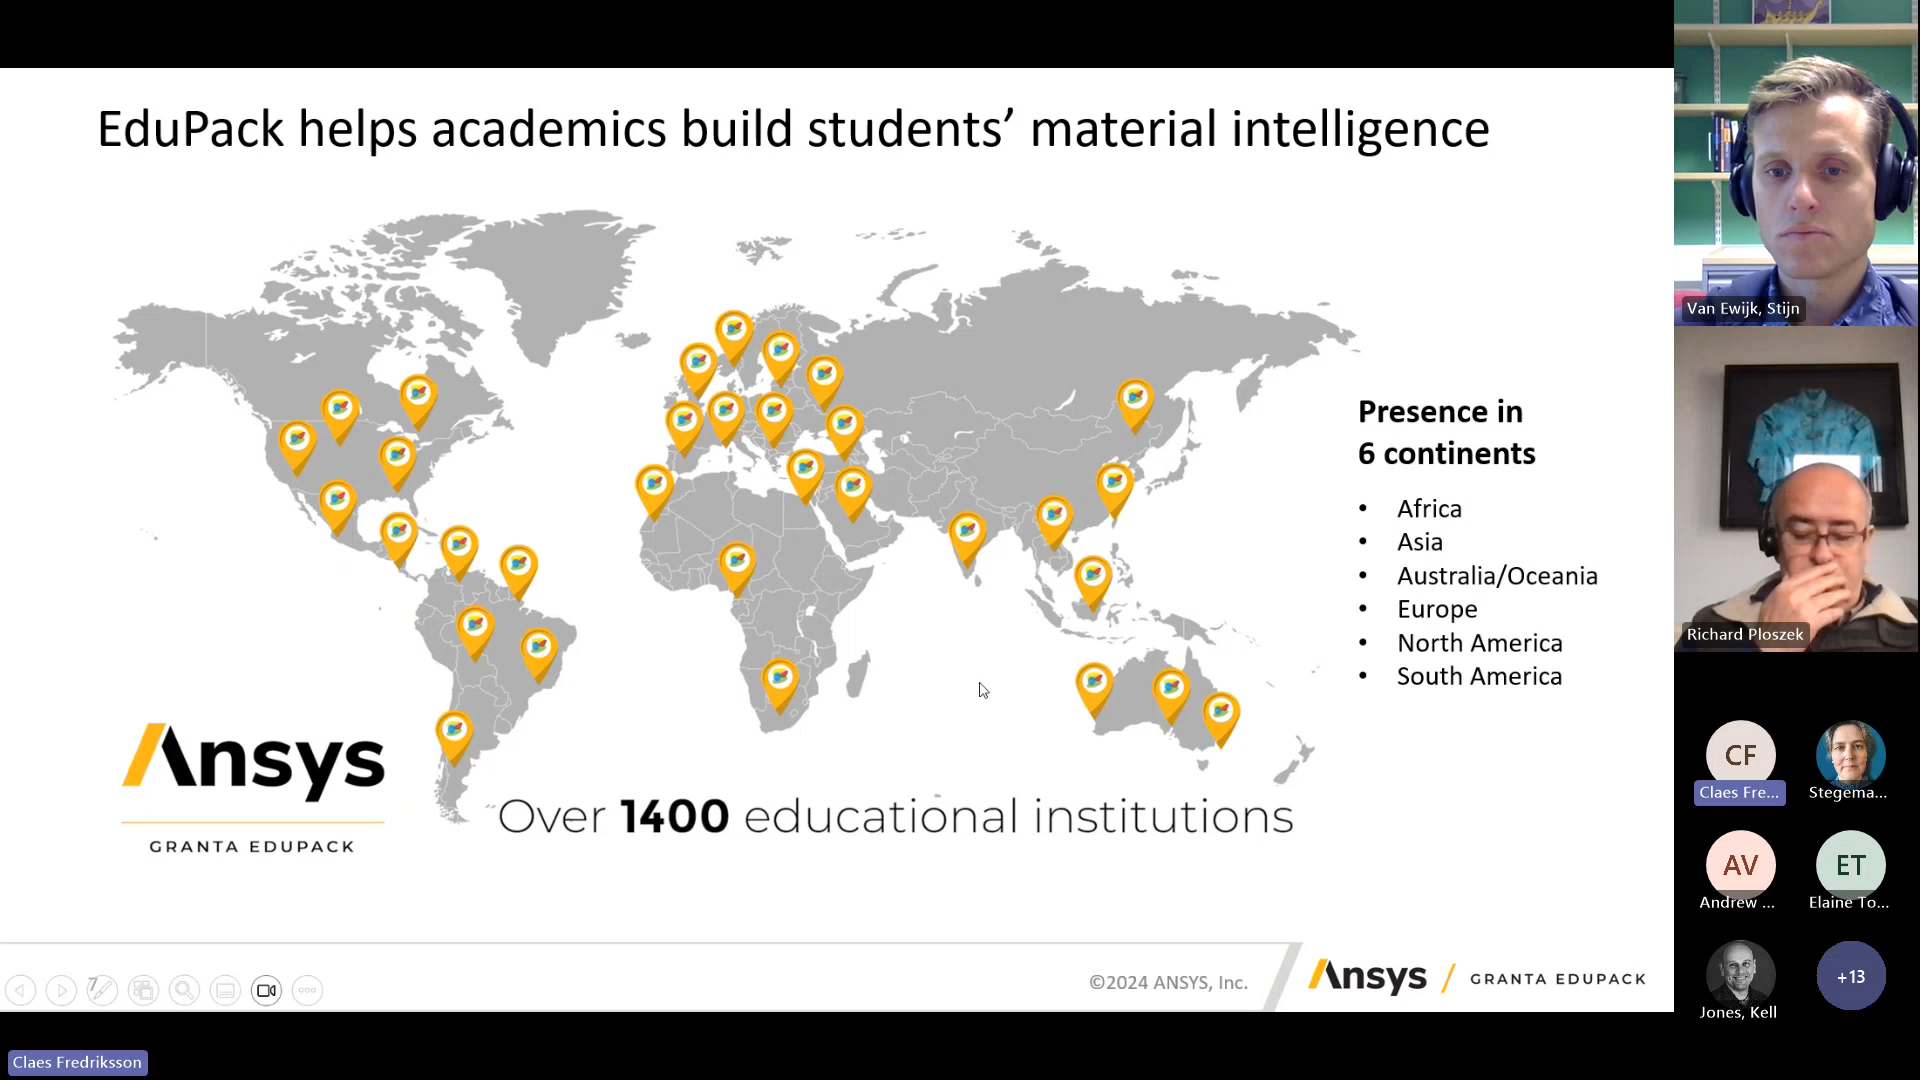 EduPack helps academics build students’ material intelligence
Presence in
6 continents
• Africa
• Asia
• Australia/Oceania
• Europe
• North America
• South America
Ansys
GRANTA EDUPACK
Over 1400 educational institutions
7
©2024 ANSYS, Inc.
Ansys / GRANTA EDUPACK
Claes Fredriksson
Van Ewijk, Stijn
Richard Ploszek
CF
Claes Fre...
Stegema...
AV
Andrew ...
ET
Elaine To...
Jones, Kell
+13